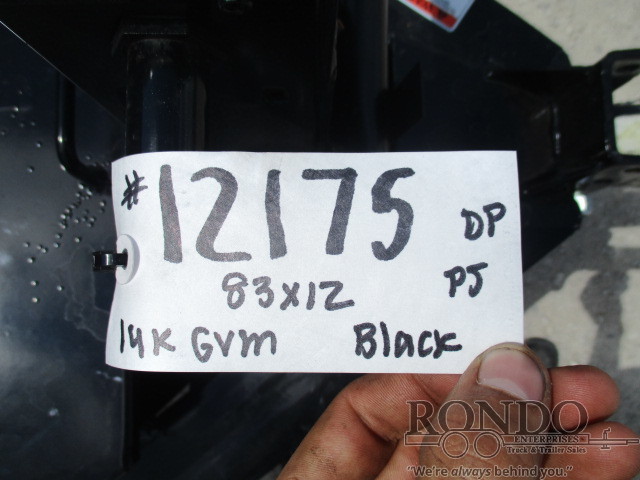 #12175
DP
83x12
PJ
14K GVM Black
RONDO
ENTERPRISES
Truck & Trailer Sales
"We're always behind you."